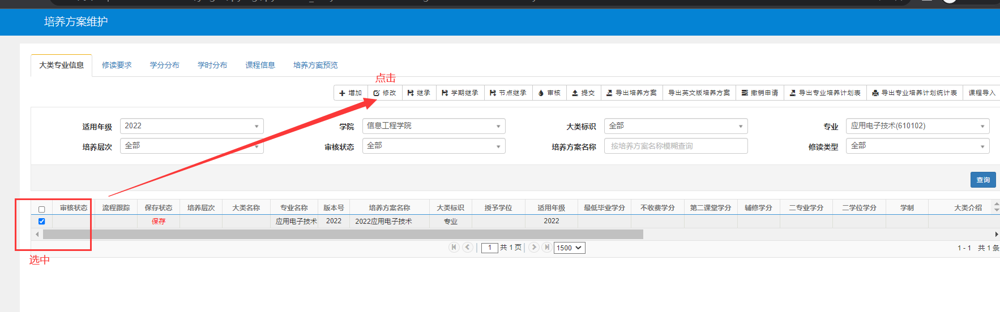 培养方案维护
大类专业信息 修读要求 学分分布 学时分布 课程信息 培养方案预览
点击
增加 修改 继承 学期继承 节点继承 审核 提交 导出培养方案 导出英文版培养方案 撤销申请 导出专业培养计划表 导出专业培养计划统计表 课程导入
适用年级 2022 学院 信息工程学院 大类标识 全部 专业 应用电子技术(610102)
培养层次 全部 审核状态 全部 培养方案名称 按培养方案名称模糊查询 修读类型 全部
查询
审核状态 流程跟踪 保存状态 培养层次 大类名称 专业名称 版本号 培养方案名称 大类标识 授予学位 适用年级 最低毕业学分 不收费学分 第二课堂学分 辅修学分 二专业学分 二学位学分 学制 大类介绍
保存 应用电子技术 2022 2022应用电子技术 专业 2022
1 共 1 页 1500 1 - 1 共 1 条
选中